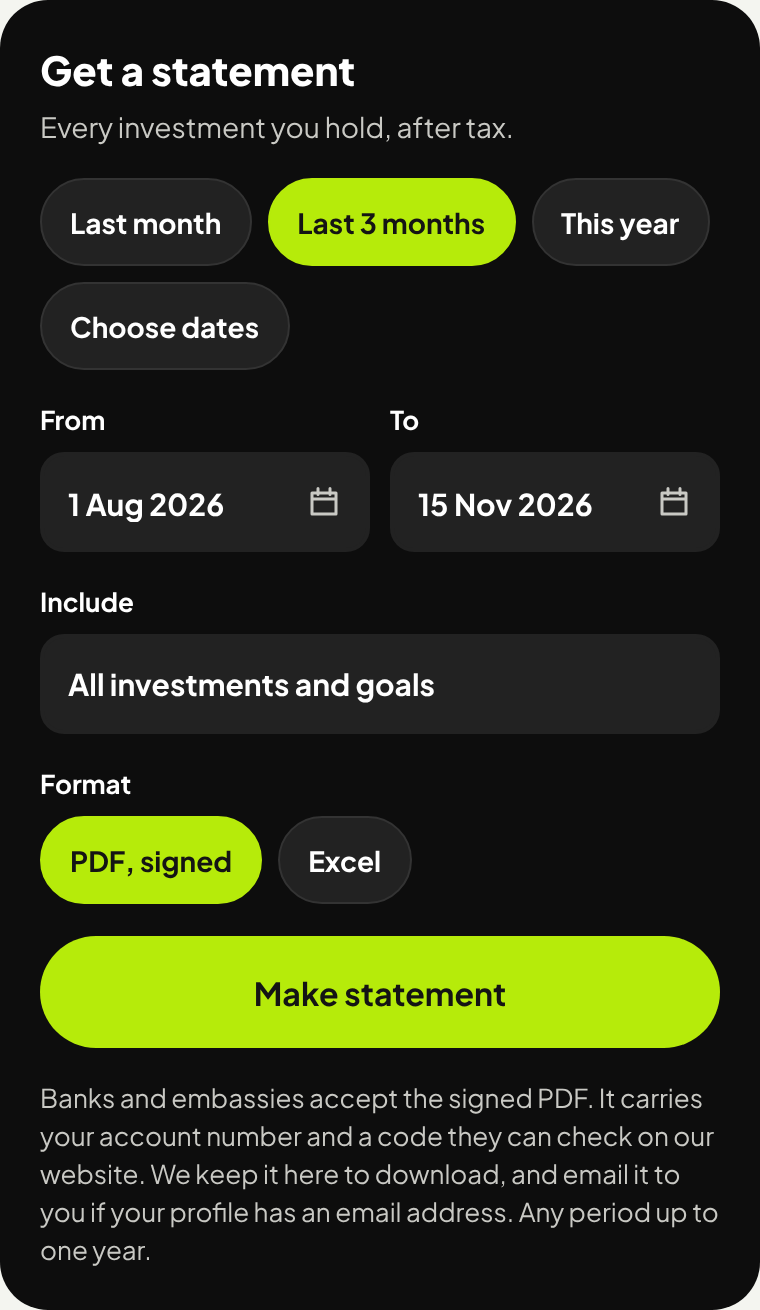 Get a statement
Every investment you hold, after tax.
Last month
Last 3 months
This year
Choose dates
From
To
1 Aug 2026
15 Nov 2026
Include
All investments and goals
Format
PDF, signed
Excel
Make statement
Banks and embassies accept the signed PDF. It carries
your account number and a code they can check on our
website. We keep it here to download, and email it to
you if your profile has an email address. Any period up to
one year.